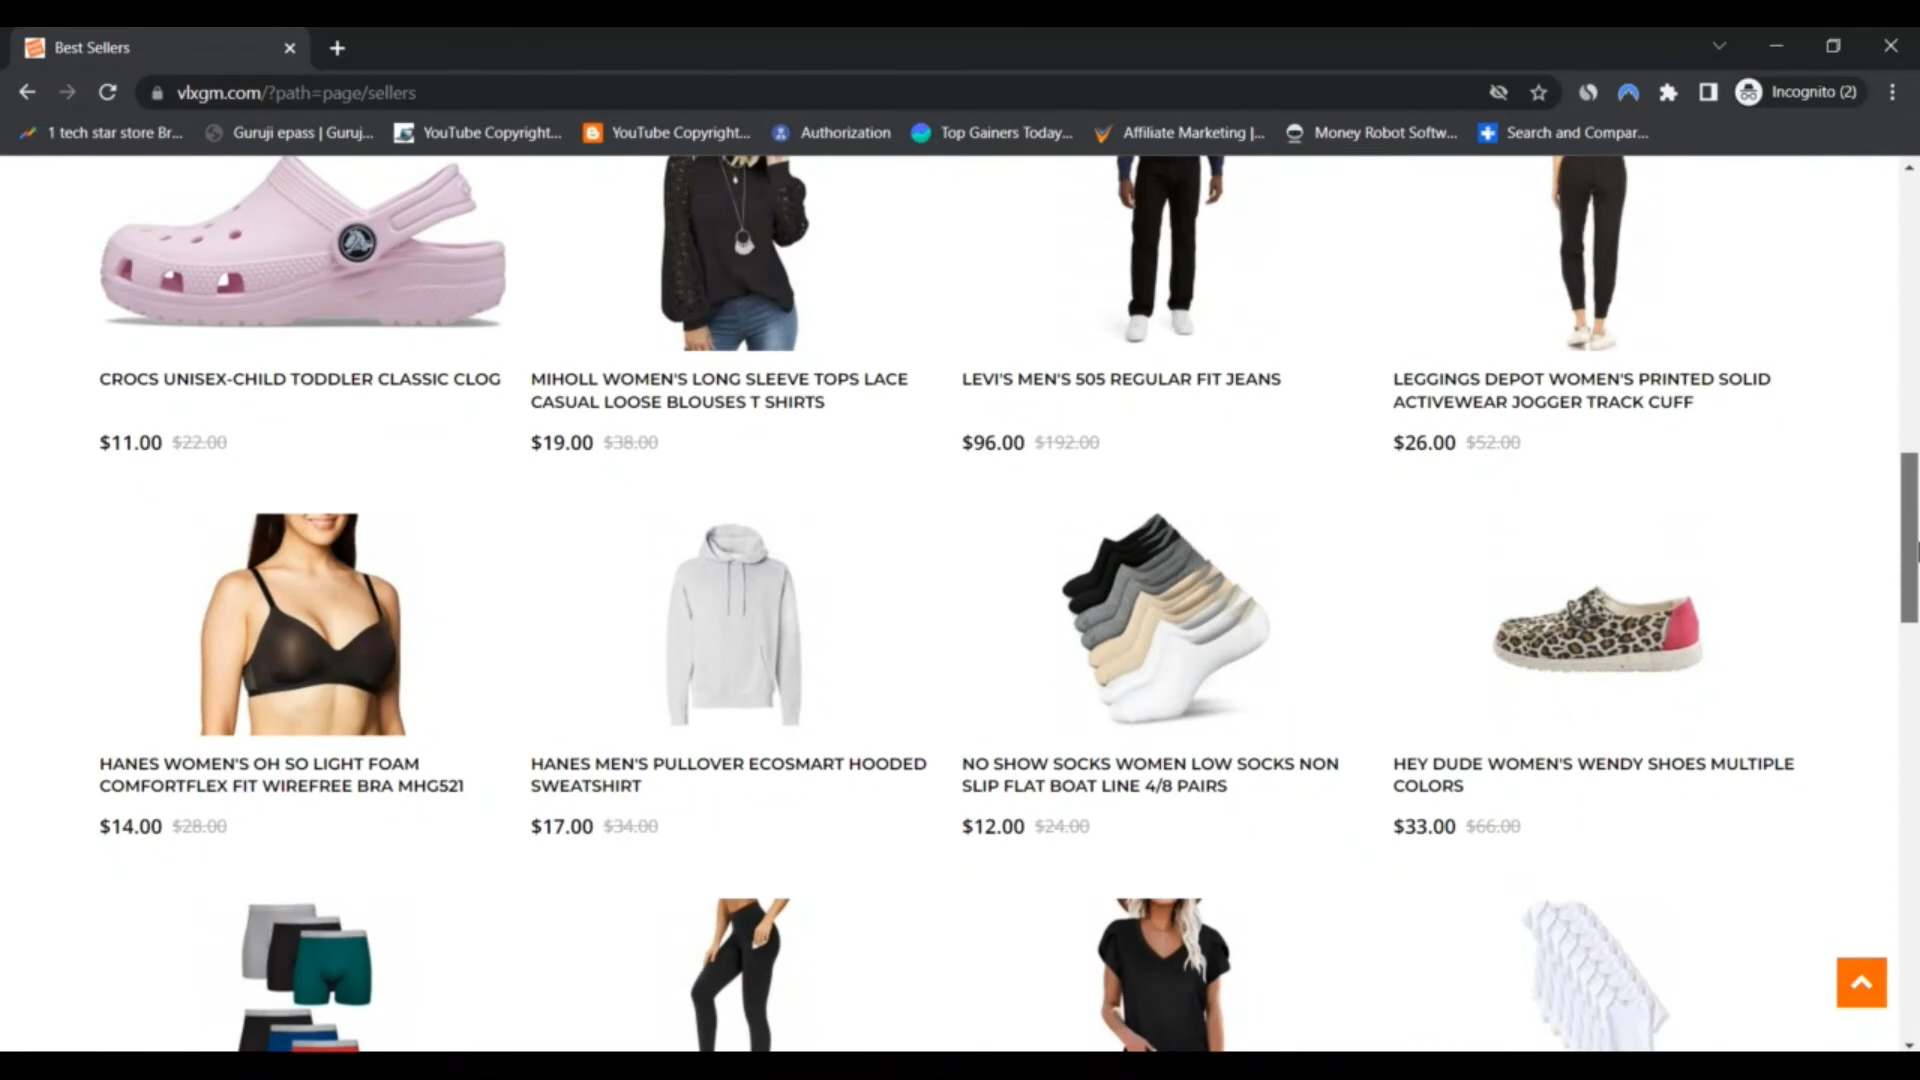 Best Sellers
vlxgm.com/?path=page/sellers
Incognito (2)
1 tech star store Br...
Guruji epass | Guruj...
YouTube Copyright...
YouTube Copyright...
Authorization
Top Gainers Today...
Affiliate Marketing |...
Money Robot Softw...
Search and Compar...
CROCS UNISEX-CHILD TODDLER CLASSIC CLOG
$11.00 $22.00
MIHOLL WOMEN'S LONG SLEEVE TOPS LACE
CASUAL LOOSE BLOUSES T SHIRTS
$19.00 $38.00
LEVI'S MEN'S 505 REGULAR FIT JEANS
$96.00 $192.00
LEGGINGS DEPOT WOMEN'S PRINTED SOLID
ACTIVEWEAR JOGGER TRACK CUFF
$26.00 $52.00
HANES WOMEN'S OH SO LIGHT FOAM
COMFORTFLEX FIT WIREFREE BRA MHG521
$14.00 $28.00
HANES MEN'S PULLOVER ECOSMART HOODED
SWEATSHIRT
$17.00 $34.00
NO SHOW SOCKS WOMEN LOW SOCKS NON
SLIP FLAT BOAT LINE 4/8 PAIRS
$12.00 $24.00
HEY DUDE WOMEN'S WENDY SHOES MULTIPLE
COLORS
$33.00 $66.00